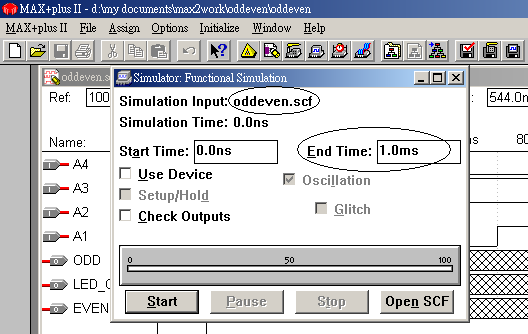 MAX+plus II - d:\my documents\max2work\oddeven\oddeven
MAX+plus II File Assign Options Initialize Window Help
oddeven.s
Ref: 100
Simulator: Functional Simulation
544.0n
Simulation Input: oddeven.scf
Simulation Time: 0.0ns
Start Time: 0.0ns End Time: 1.0ms
Name:
80
Use Device Oscillation
Setup/Hold Glitch
Check Outputs
A4
A3
A2
A1
ODD
LED_
EVEN
0 50 100
Start Pause Stop Open SCF